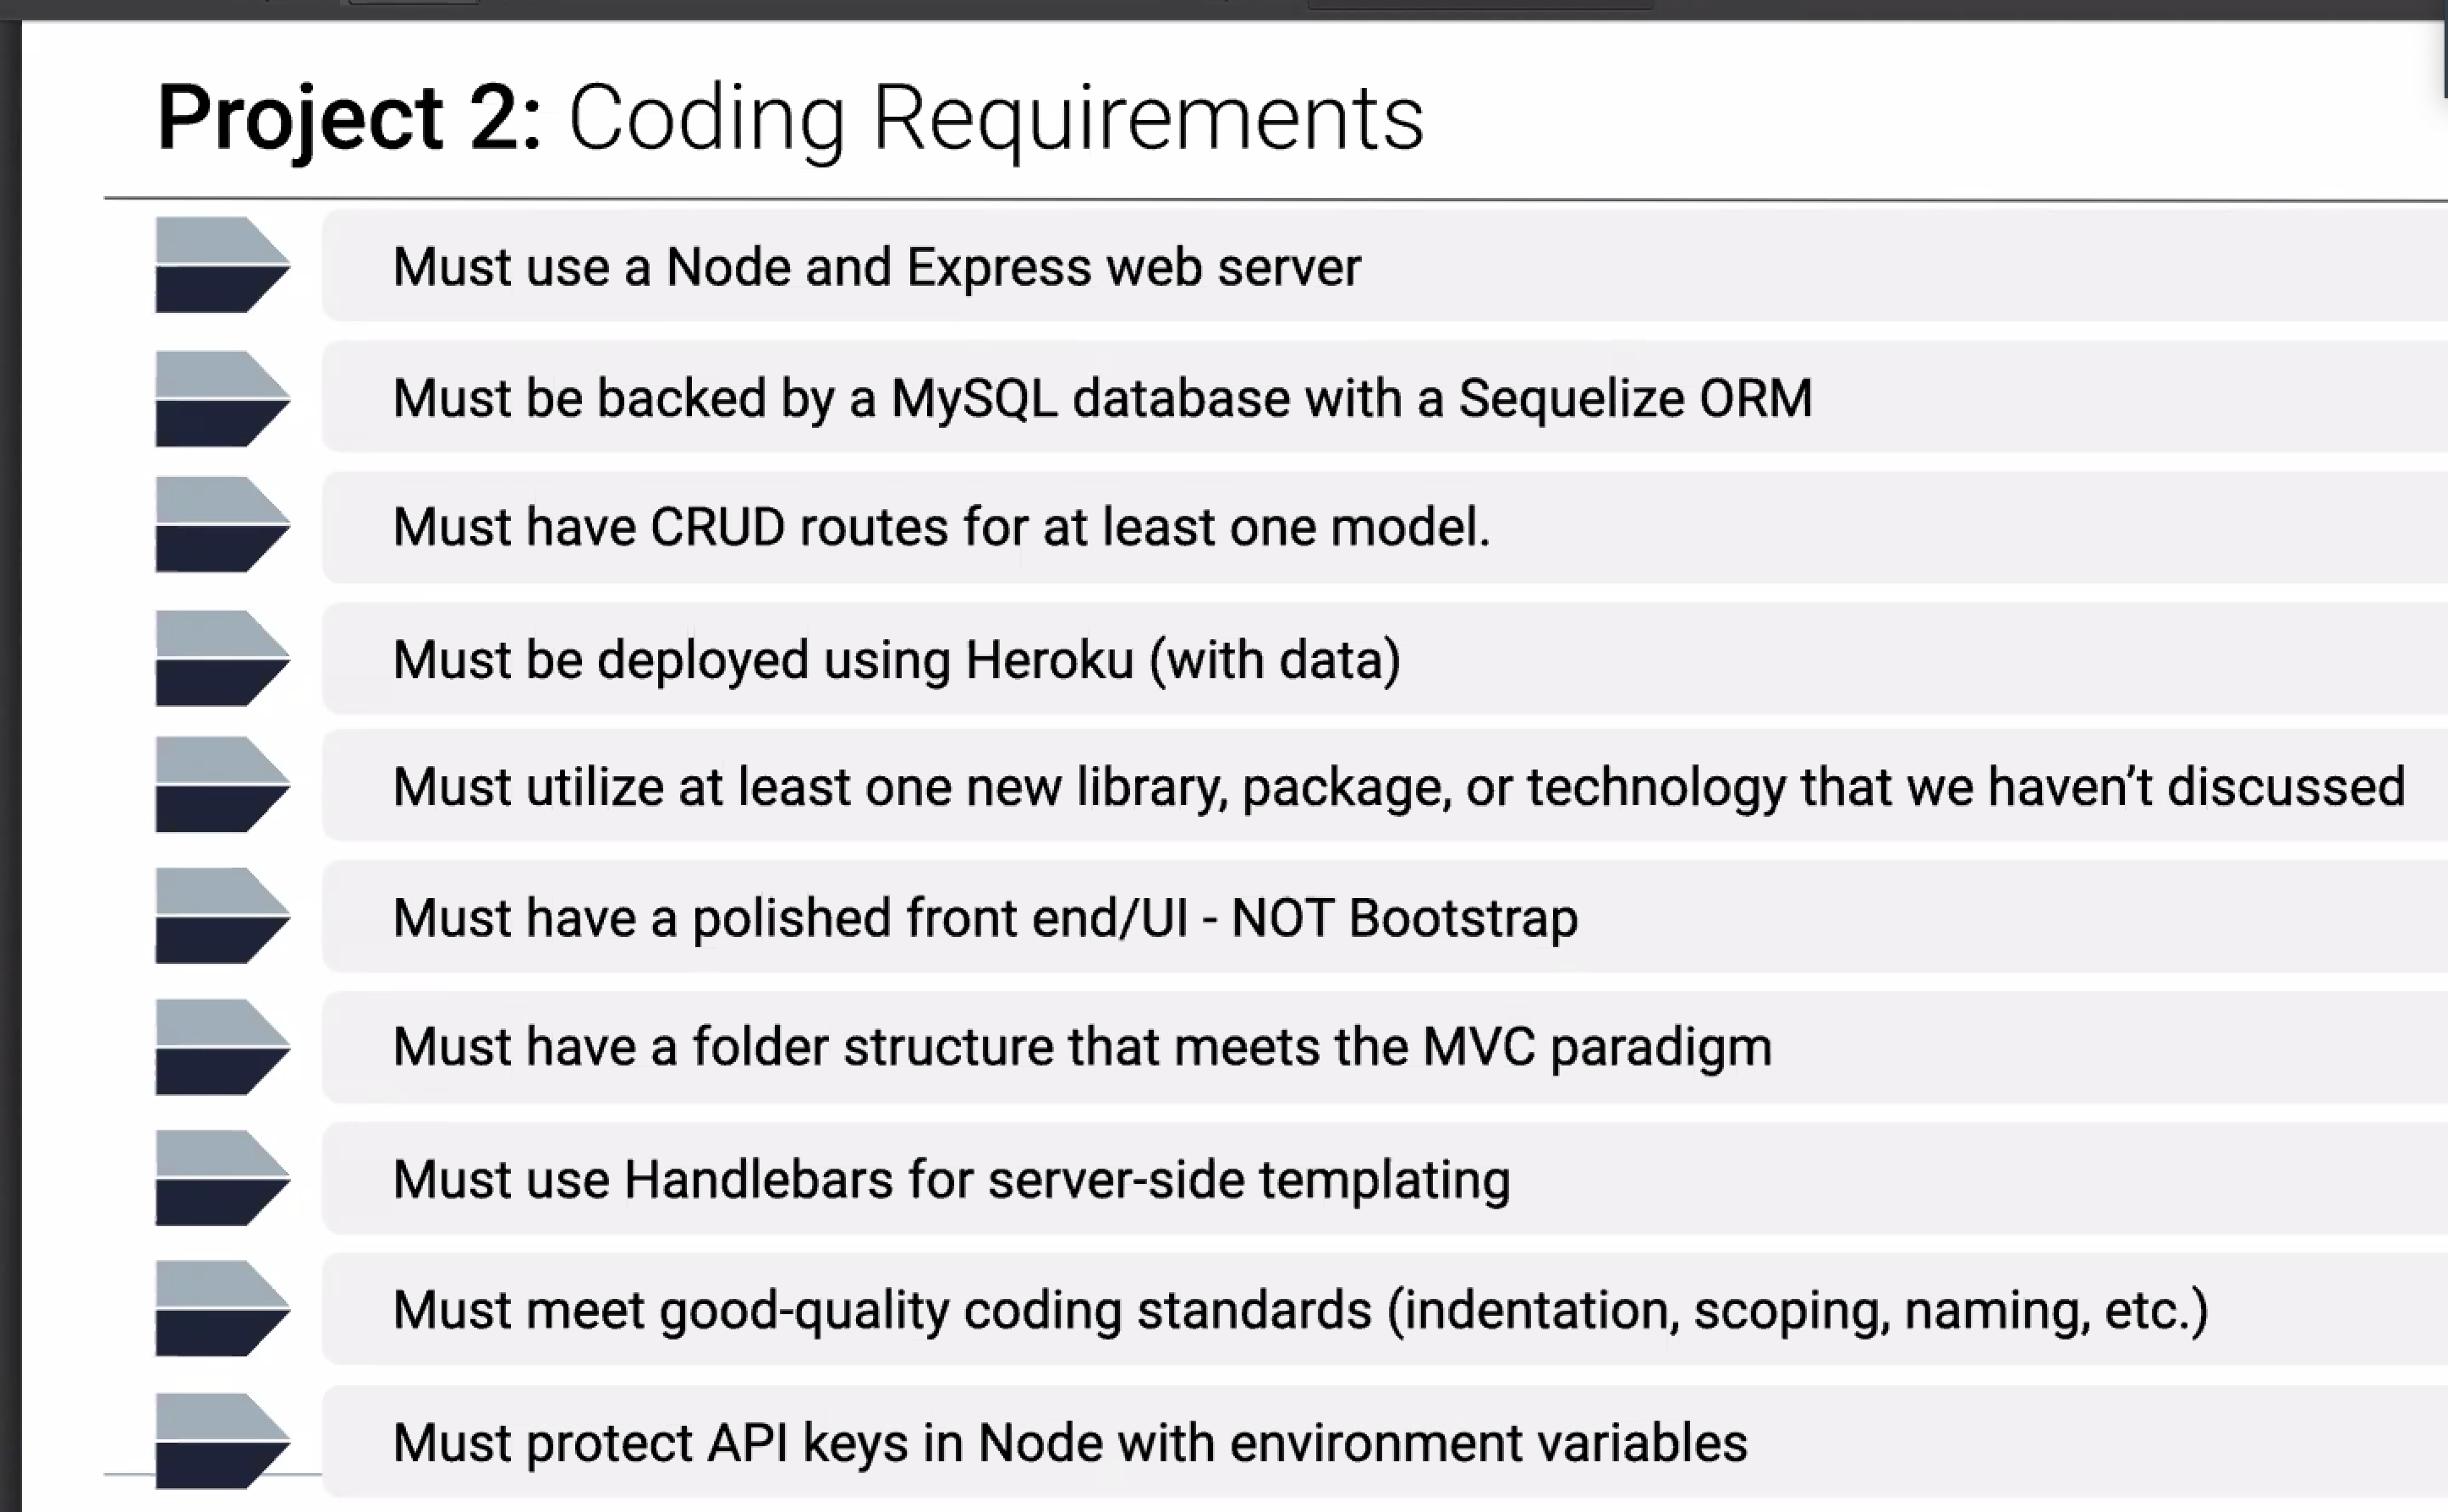 Project 2: Coding Requirements
Must use a Node and Express web server
Must be backed by a MySQL database with a Sequelize ORM
Must have CRUD routes for at least one model.
Must be deployed using Heroku (with data)
Must utilize at least one new library, package, or technology that we haven’t discussed
Must have a polished front end/UI - NOT Bootstrap
Must have a folder structure that meets the MVC paradigm
Must use Handlebars for server-side templating
Must meet good-quality coding standards (indentation, scoping, naming, etc.)
Must protect API keys in Node with environment variables